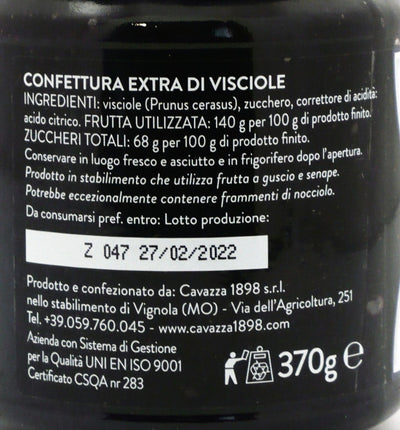 CONFETTURA EXTRA DI VISCIOLE
INGREDIENTI: visciole (Prunus cerasus), zucchero, correttore di acidità:
acido citrico. FRUTTA UTILIZZATA: 140 g per 100 g di prodotto finito.
ZUCCHERI TOTALI: 68 g per 100 g di prodotto finito.
Conservare in luogo fresco e asciutto e in frigorifero dopo l'apertura.
Prodotto in stabilimento che utilizza frutta a guscio e senape.
Potrebbe eccezionalmente contenere frammenti di nocciolo.
Da consumarsi pref. entro: Lotto produzione:
Z 047 27/02/2022
Prodotto e confezionato da: Cavazza 1898 s.r.l.
nello stabilimento di Vignola (MO) - Via dell'Agricoltura, 251
Tel. +39.059.760.045 - www.cavazza1898.com
Azienda con Sistema di Gestione
per la Qualità UNI EN ISO 9001
Certificato CSQA nr 283
370g e